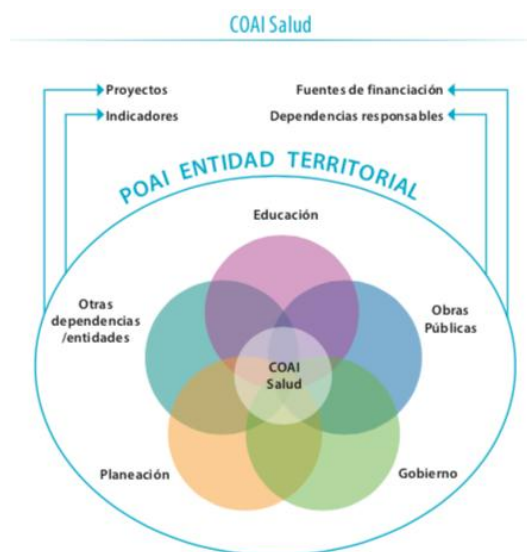 COAI Salud
Proyectos
Fuentes de financiación
Indicadores
Dependencias responsables
POAI ENTIDAD TERRITORIAL
Educación
Otras
dependencias
/entidades
Obras
Públicas
COAI
Salud
Planeación
Gobierno